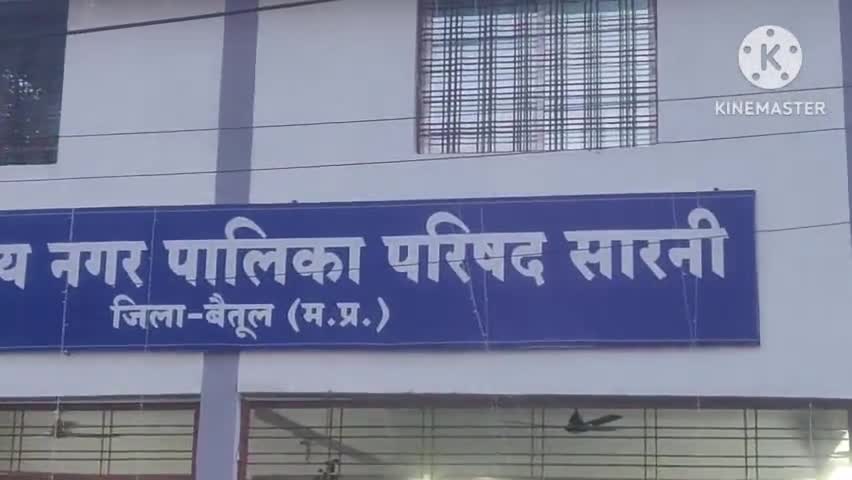 नगर पालिका परिषद सारनी
जिला-बैतूल (म.प्र.)
KINEMASTER